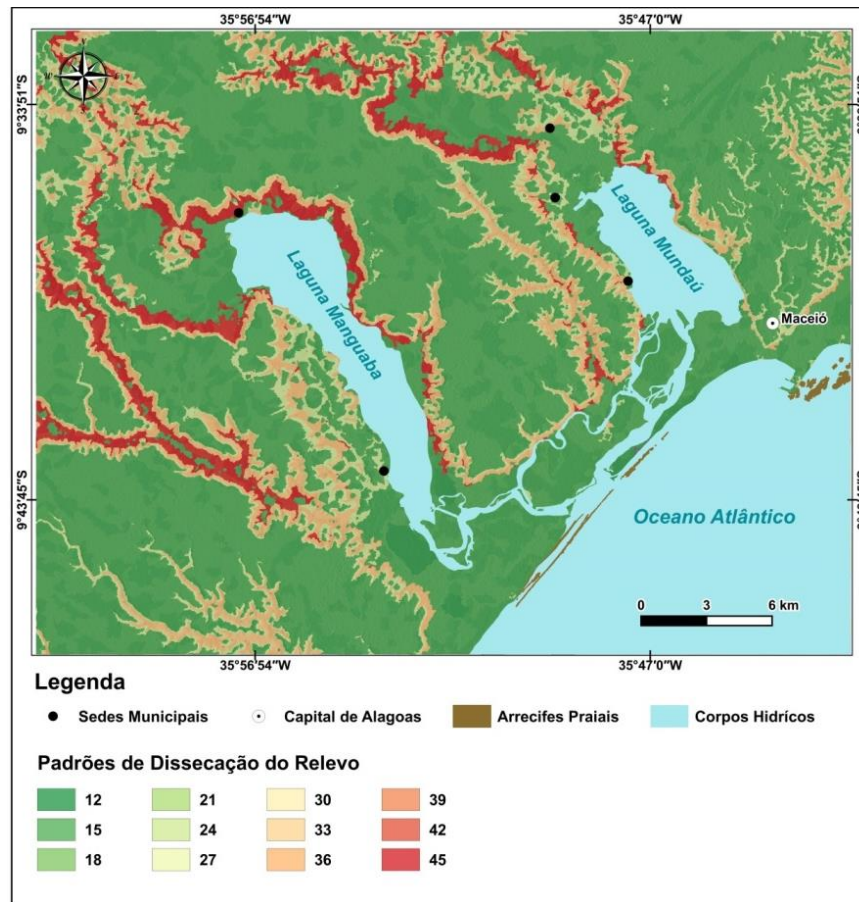 35°56'54"W 35°47'0"W
9°33'51"S
Laguna Mundaú
Laguna Manguaba
Maceió
9°43'45"S
Oceano Atlântico
0 3 6 km
35°56'54"W 35°47'0"W
Legenda
Sedes Municipais Capital de Alagoas Arrecifes Praiais Corpos Hidrícos
Padrões de Dissecação do Relevo
12 21 30 39
15 24 33 42
18 27 36 45